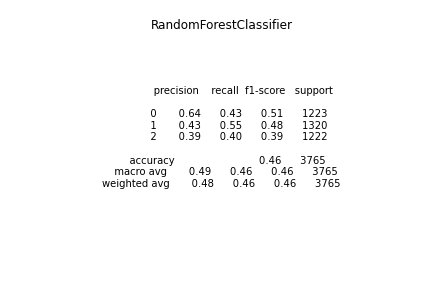 RandomForestClassifier
precision recall f1-score support
0 0.64 0.43 0.51 1223
1 0.43 0.55 0.48 1320
2 0.39 0.40 0.39 1222
accuracy 0.46 3765
macro avg 0.49 0.46 0.46 3765
weighted avg 0.48 0.46 0.46 3765